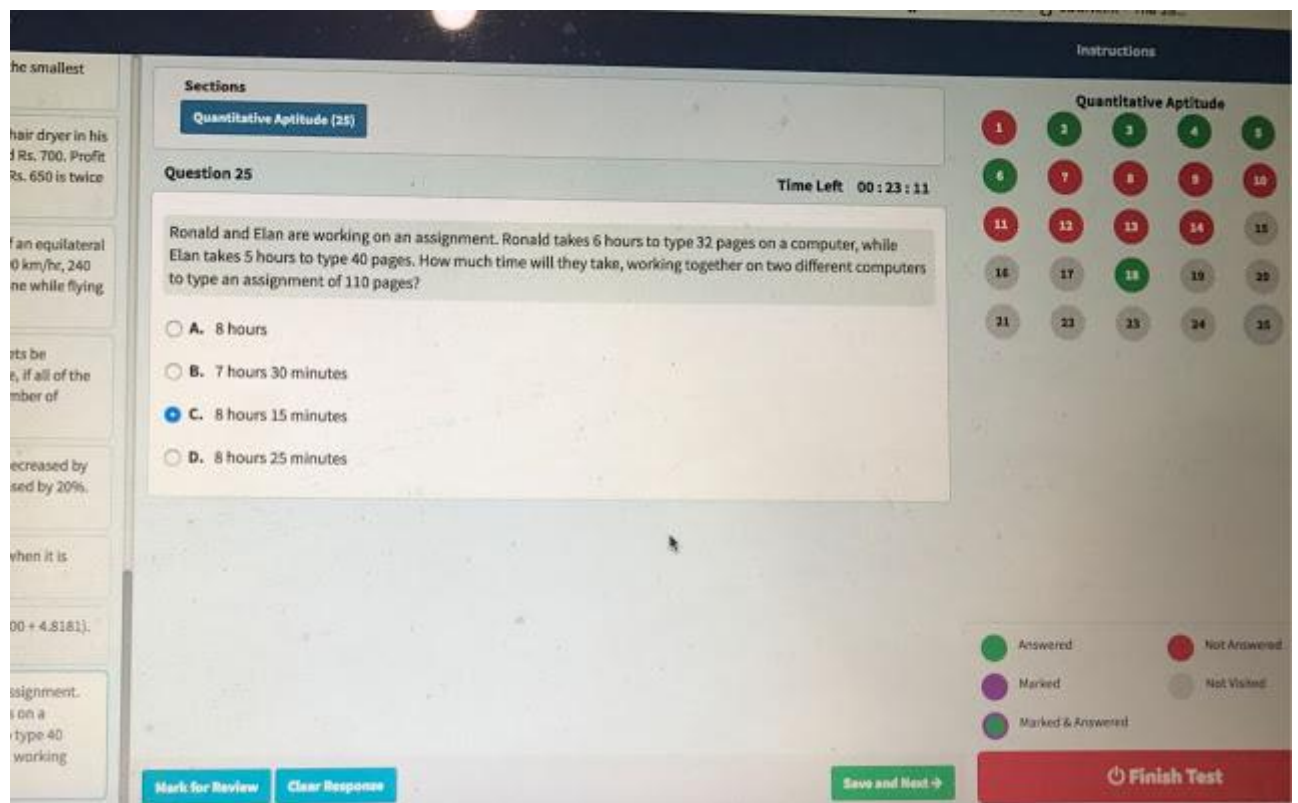 Instructions
he smallest
hair dryer in his
Rs. 700. Profit
Rs. 650 is twice
an equilateral
0 km/hr, 240
ne while flying
ts be
, if all of the
mber of
ecreased by
sed by 20%.
when it is
00 + 4.8181).
ssignment.
on a
type 40
working
Sections
Quantitative Aptitude (25)
Question 25
Time Left 00:23:11
Ronald and Elan are working on an assignment. Ronald takes 6 hours to type 32 pages on a computer, while
Elan takes 5 hours to type 40 pages. How much time will they take, working together on two different computers
to type an assignment of 110 pages?
A. 8 hours
B. 7 hours 30 minutes
C. 8 hours 15 minutes
D. 8 hours 25 minutes
Mark for Review
Clear Response
Save and Next →
Quantitative Aptitude
1 2 3 4 5
6 7 8 9 10
11 12 13 14 15
16 17 18 19 20
21 22 23 24 25
Answered Not Answered
Marked Not Visited
Marked & Answered
Finish Test